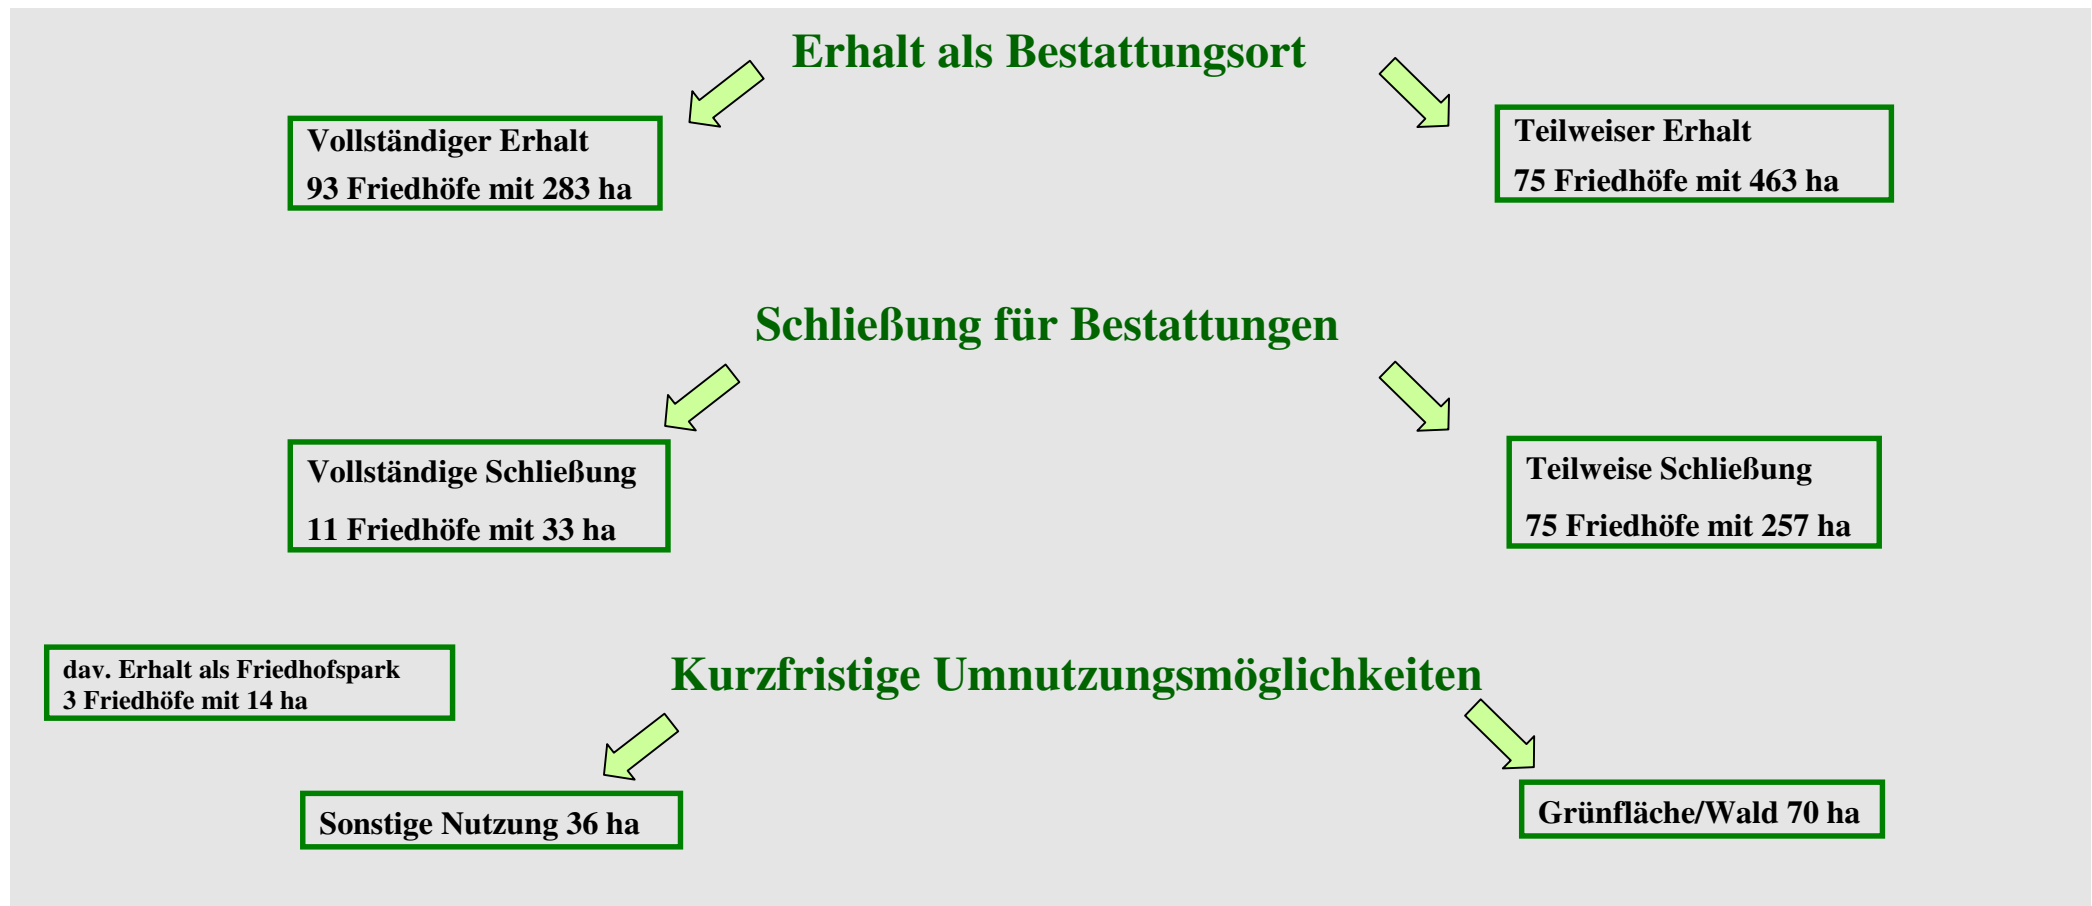 Erhalt als Bestattungsort
Vollständiger Erhalt
93 Friedhöfe mit 283 ha
Teilweiser Erhalt
75 Friedhöfe mit 463 ha
Schließung für Bestattungen
Vollständige Schließung
11 Friedhöfe mit 33 ha
Teilweise Schließung
75 Friedhöfe mit 257 ha
dav. Erhalt als Friedhofspark
3 Friedhöfe mit 14 ha
Kurzfristige Umnutzungsmöglichkeiten
Sonstige Nutzung 36 ha
Grünfläche/Wald 70 ha